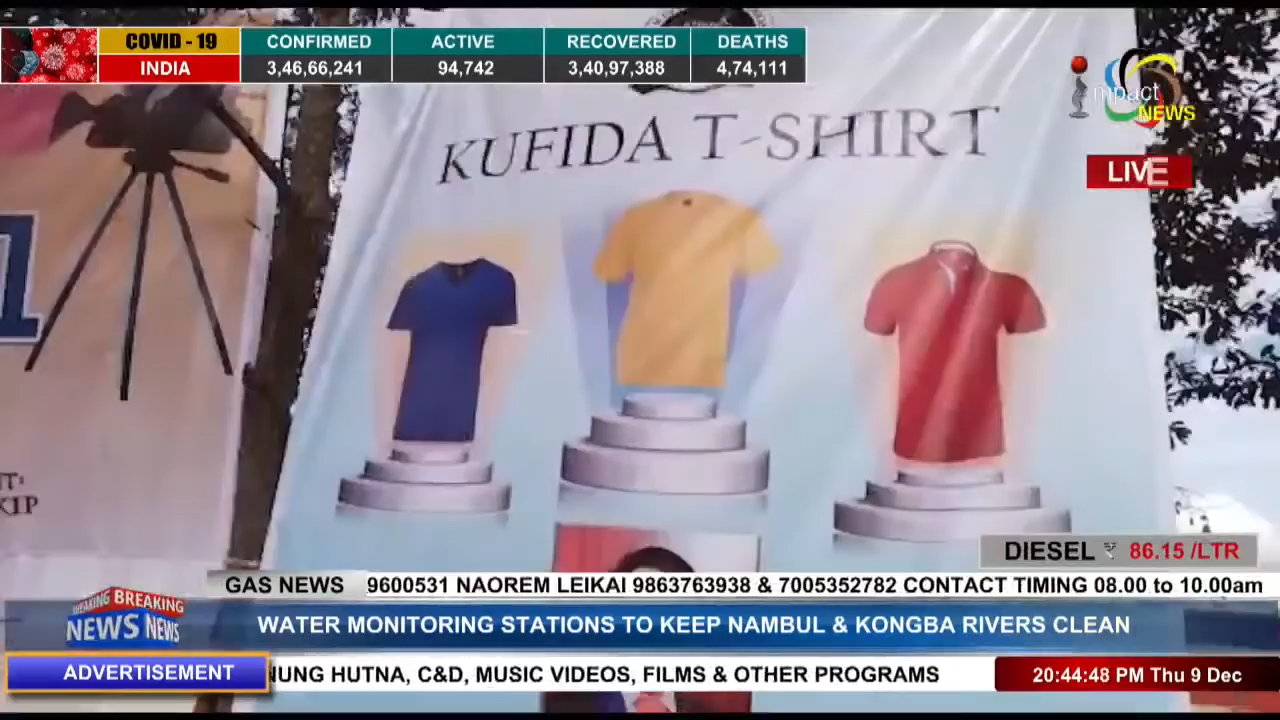 COVID - 19
INDIA
CONFIRMED
3,46,66,241
ACTIVE
94,742
RECOVERED
3,40,97,388
DEATHS
4,74,111
impact
NEWS
LIVE
KUFIDA T-SHIRT
DIESEL ₹ 86.15 /LTR
GAS NEWS
9600531 NAOREM LEIKAI 9863763938 & 7005352782 CONTACT TIMING 08.00 to 10.00am
BREAKING
NEWS NEWS
WATER MONITORING STATIONS TO KEEP NAMBUL & KONGBA RIVERS CLEAN
ADVERTISEMENT
NUNG HUTNA, C&D, MUSIC VIDEOS, FILMS & OTHER PROGRAMS
20:44:48 PM Thu 9 Dec